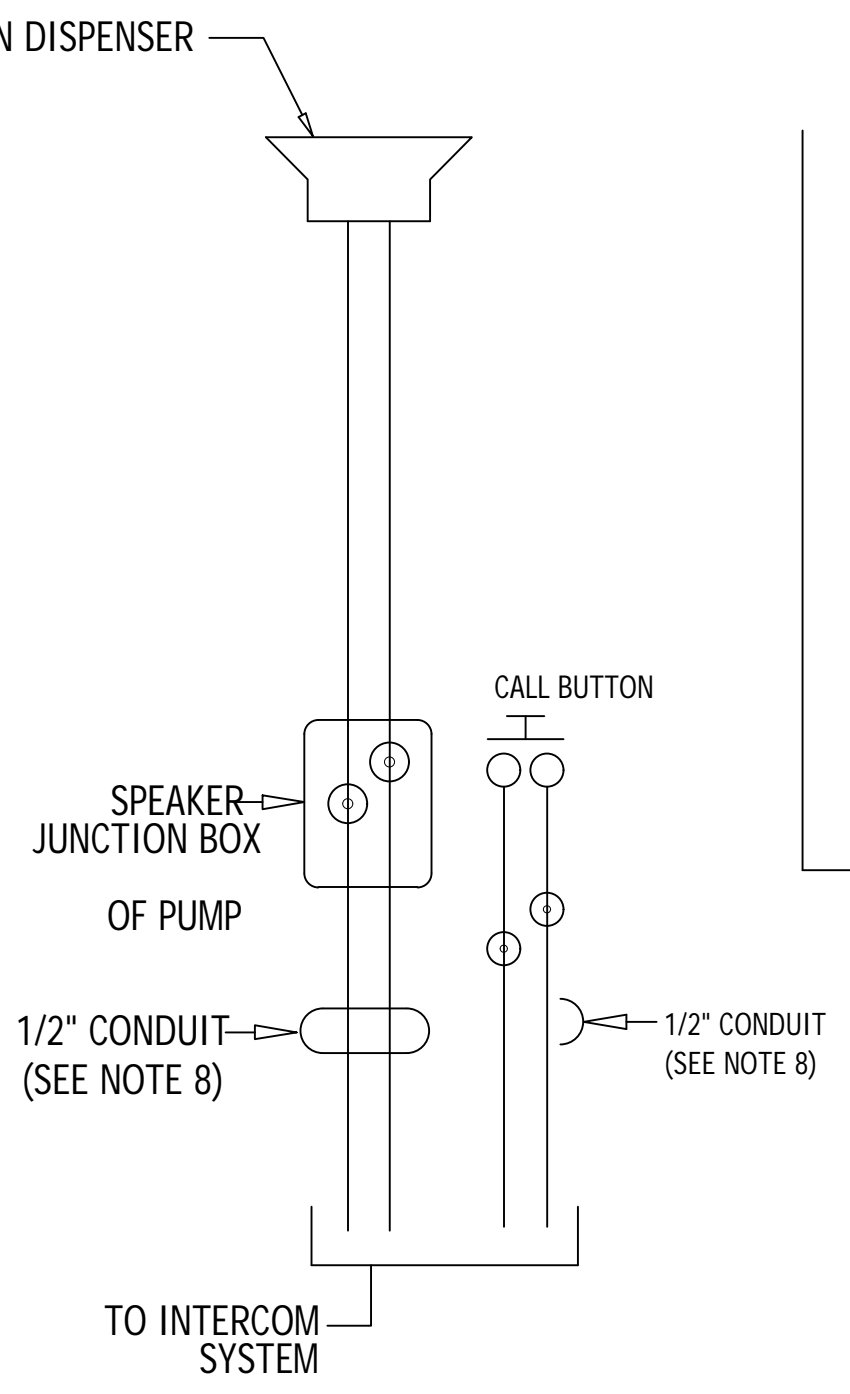 N DISPENSER
CALL BUTTON
SPEAKER
JUNCTION BOX
OF PUMP
1/2" CONDUIT
(SEE NOTE 8)
1/2" CONDUIT
(SEE NOTE 8)
TO INTERCOM
SYSTEM